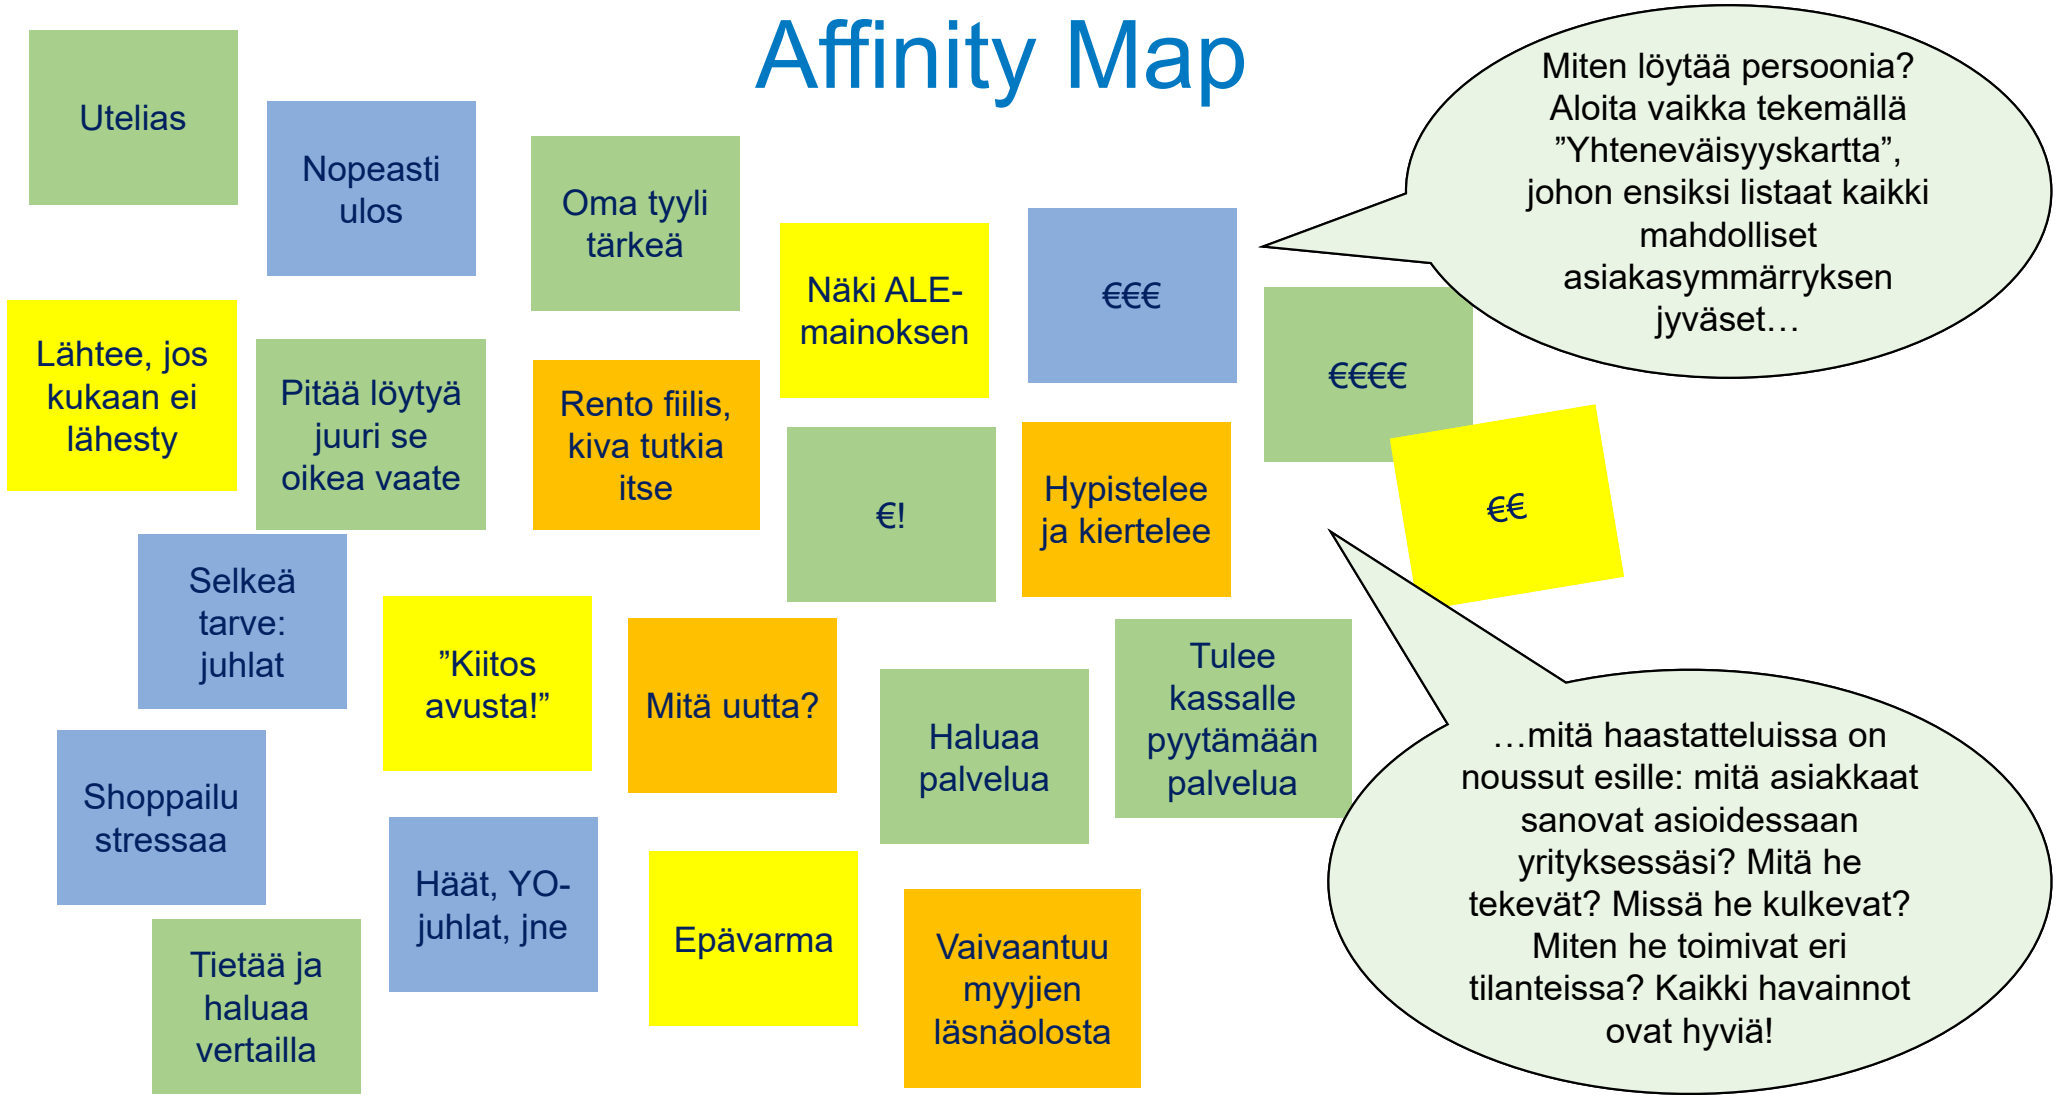 Affinity Map
Utelias
Nopeasti
ulos
Oma tyyli
tärkeä
Näki ALE-
mainoksen
€€€
€€€€
€€
Miten löytää persoonia?
Aloita vaikka tekemällä
”Yhteneväisyyskartta”,
johon ensiksi listaat kaikki
mahdolliset
asiakasymmärryksen
jyväset…
Lähtee, jos
kukaan ei
lähesty
Pitää löytyä
juuri se
oikea vaate
Rento fiilis,
kiva tutkia
itse
€!
Hypistelee
ja kiertelee
Selkeä
tarve:
juhlat
”Kiitos
avusta!”
Mitä uutta?
Haluaa
palvelua
Tulee
kassalle
pyytämään
palvelua
Shoppailu
stressaa
Häät, YO-
juhlat, jne
Epävarma
Vaivaantuu
myyjien
läsnäolosta
Tietää ja
haluaa
vertailla
…mitä haastatteluissa on
noussut esille: mitä asiakkaat
sanovat asioidessaan
yrityksessäsi? Mitä he
tekevät? Missä he kulkevat?
Miten he toimivat eri
tilanteissa? Kaikki havainnot
ovat hyviä!